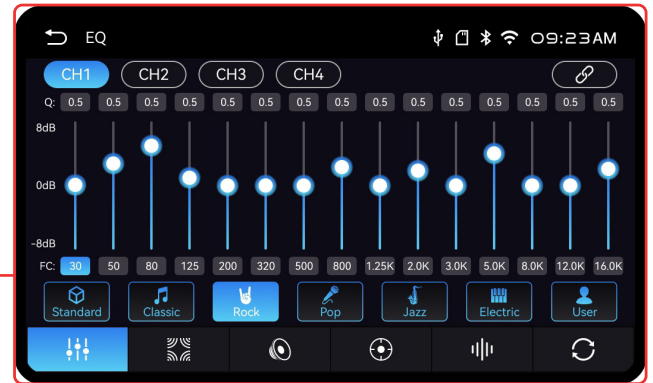 EQ 09:23AM
CH1 CH2 CH3 CH4
Q: 0.5 0.5 0.5 0.5 0.5 0.5 0.5 0.5 0.5 0.5 0.5 0.5 0.5 0.5 0.5
8dB
0dB
-8dB
FC: 30 50 80 125 200 320 500 800 1.25K 2.0K 3.0K 5.0K 8.0K 12.0K 16.0K
Standard Classic Rock Pop Jazz Electric User